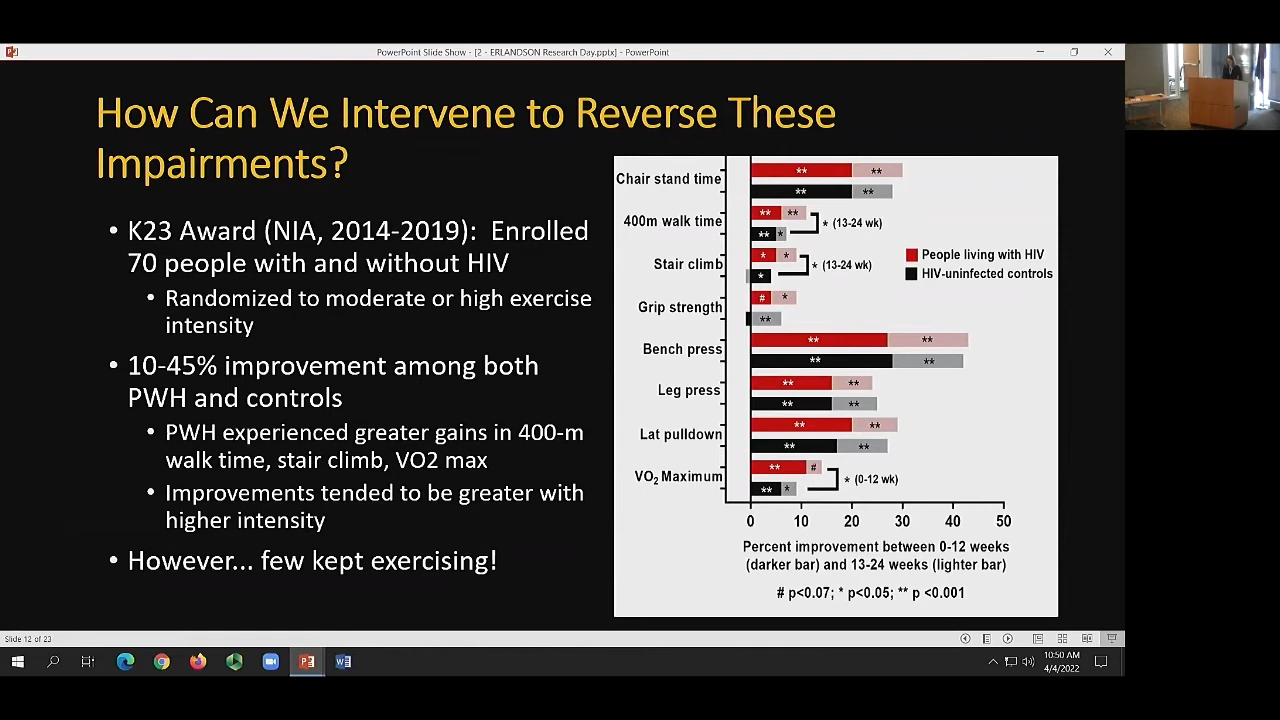 PowerPoint Slide Show - [2 - ERLANDSON Research Day.pptx] - PowerPoint
How Can We Intervene to Reverse These
Impairments?
• K23 Award (NIA, 2014-2019): Enrolled
70 people with and without HIV
• Randomized to moderate or high exercise
intensity
• 10-45% improvement among both
PWH and controls
• PWH experienced greater gains in 400-m
walk time, stair climb, VO2 max
• Improvements tended to be greater with
higher intensity
• However... few kept exercising!
Chair stand time
** **
** **
400m walk time
** **
** *
* (13-24 wk)
Stair climb
* *
*
* (13-24 wk)
Grip strength
# *
**
Bench press
** **
** **
Leg press
** **
** **
Lat pulldown
** **
** **
VO2 Maximum
** #
** *
* (0-12 wk)
People living with HIV
HIV-uninfected controls
0 10 20 30 40 50
Percent improvement between 0-12 weeks
(darker bar) and 13-24 weeks (lighter bar)
# p<0.07; * p<0.05; ** p <0.001
Slide 12 of 23
10:50 AM
4/4/2022